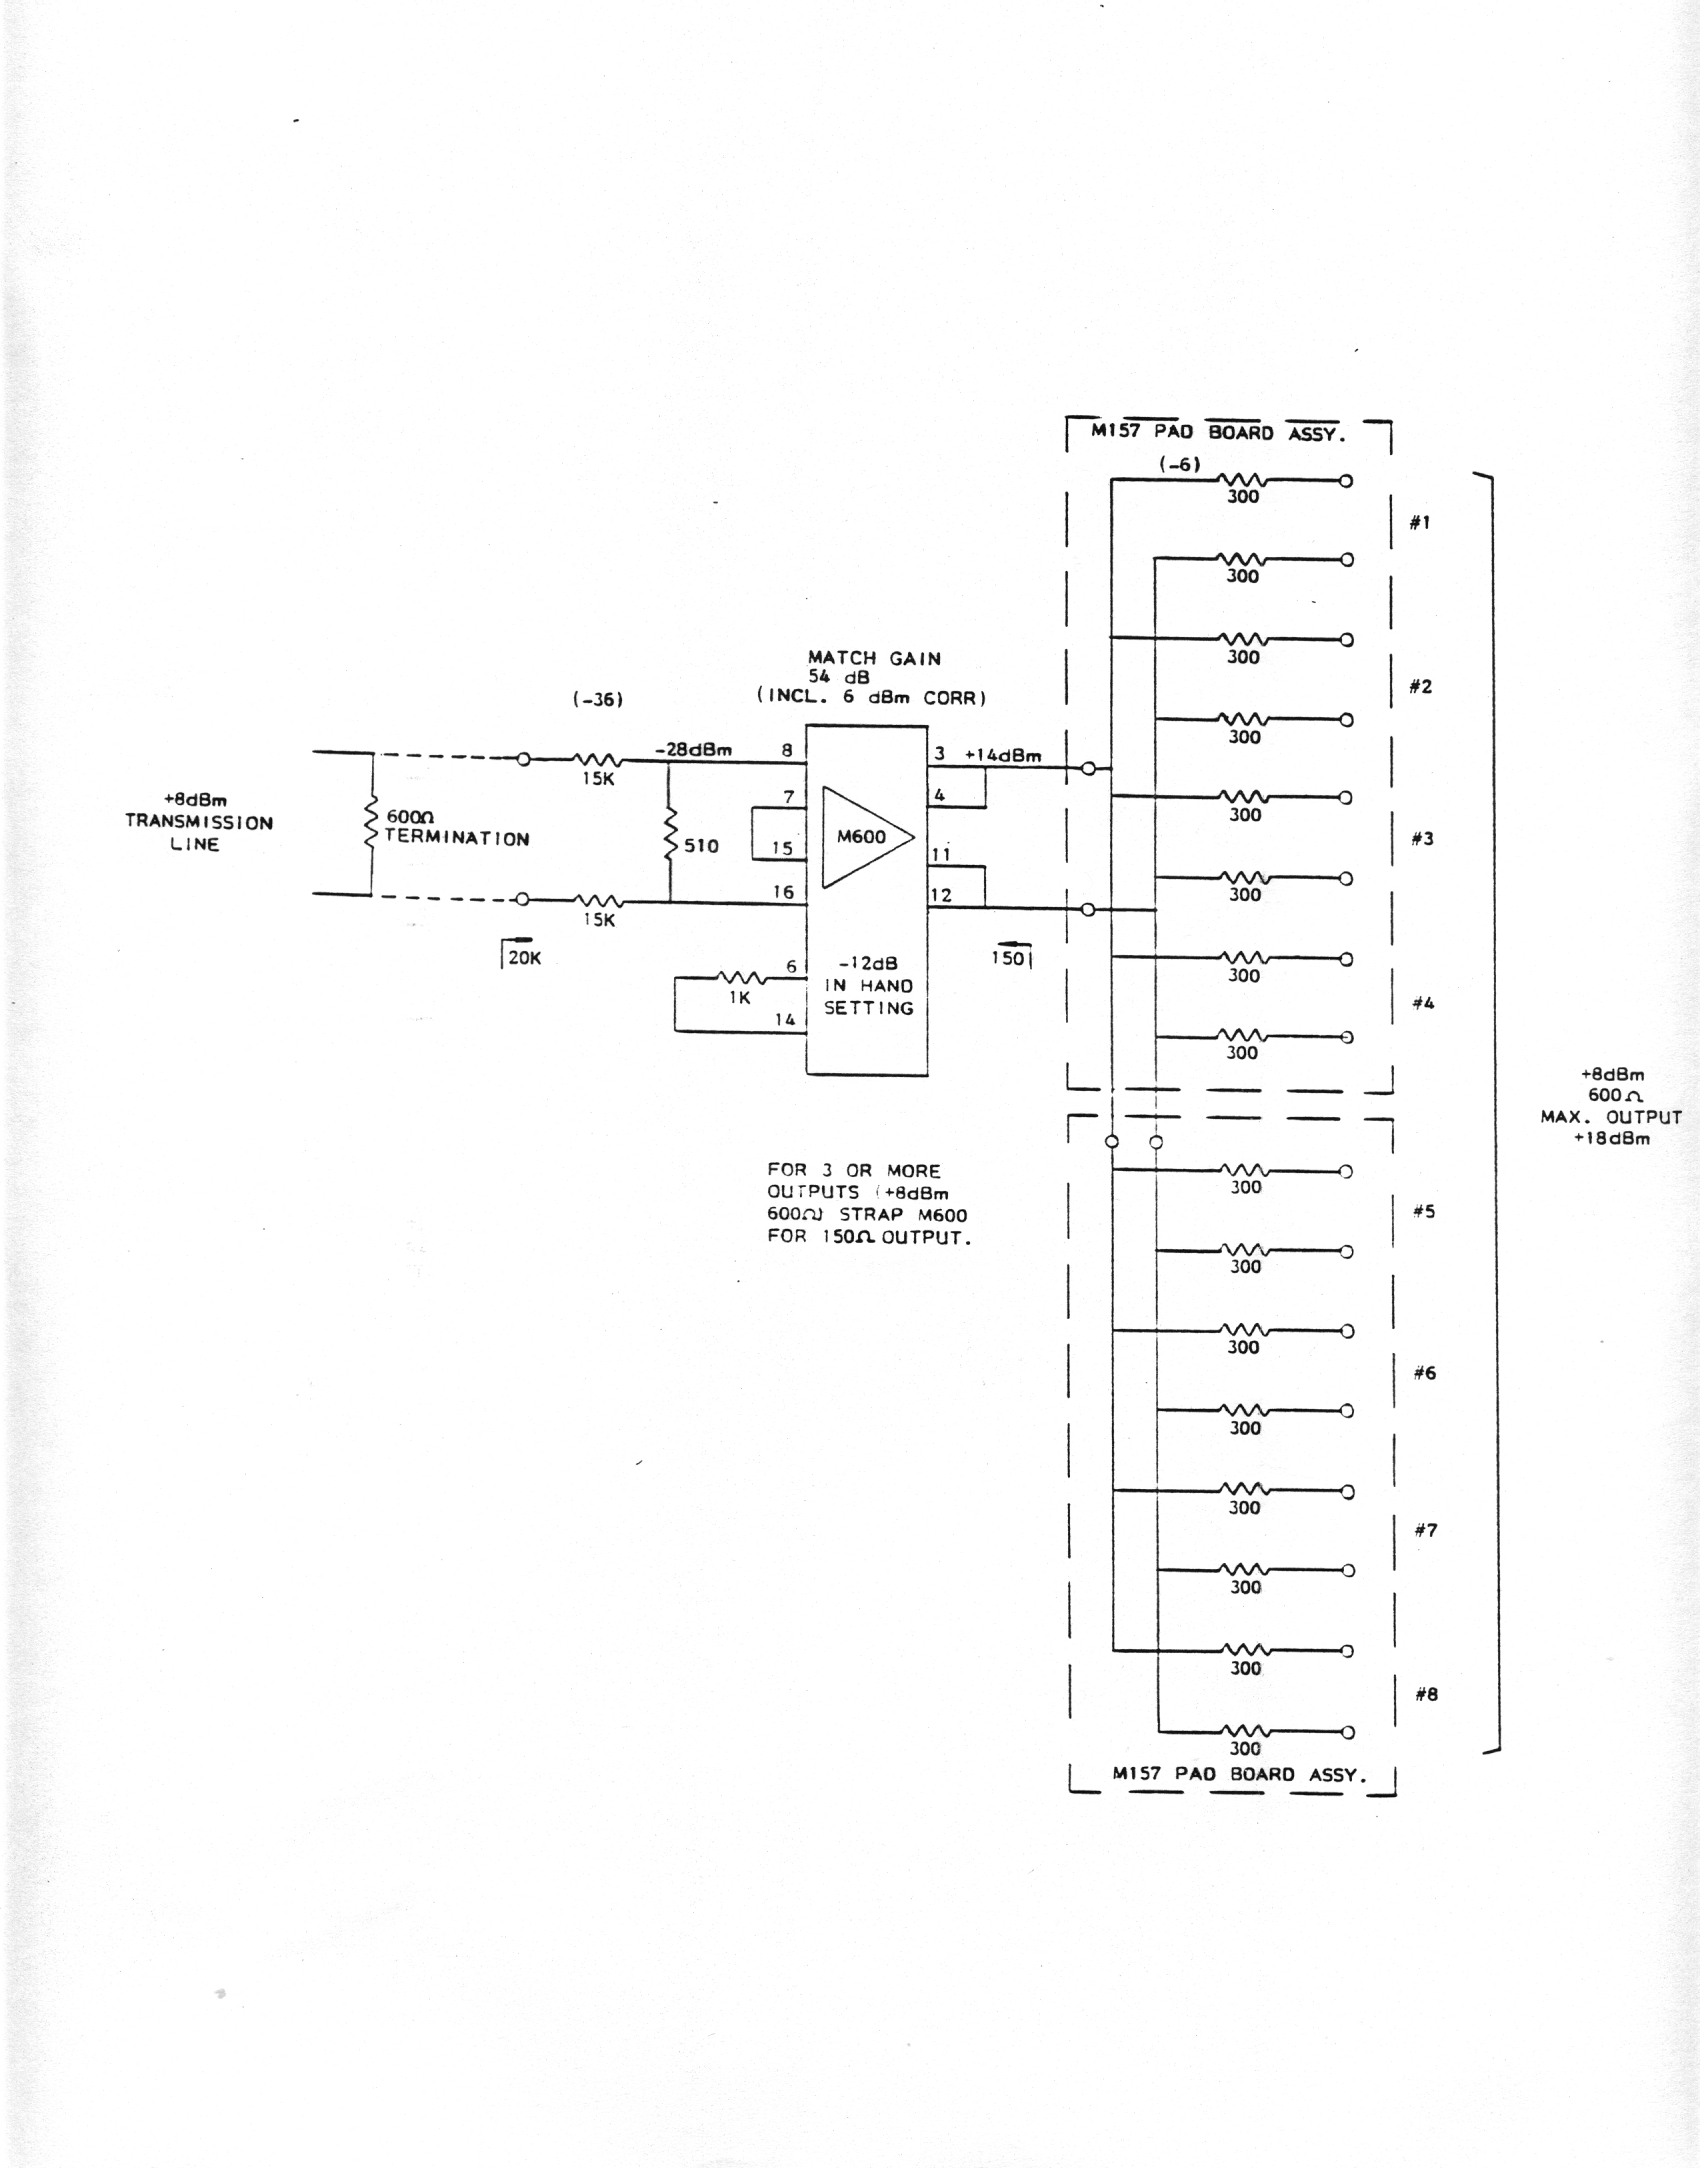 M157 PAD BOARD ASSY.
(-6)
300
#1
300
300
#2
300
MATCH GAIN
54 dB
(INCL. 6 dBm CORR)
(-36)
-28dBm
8
3
+14dBm
15K
7
4
300
+8dBm
TRANSMISSION
LINE
600Ω
TERMINATION
510
M600
#3
15
11
16
12
300
15K
20K
150
6
-12dB
IN HAND
SETTING
1K
14
300
#4
300
+8dBm
600Ω
MAX. OUTPUT
+18dBm
FOR 3 OR MORE
OUTPUTS (+8dBm
600Ω) STRAP M600
FOR 150Ω OUTPUT.
300
#5
300
300
#6
300
300
#7
300
300
#8
300
M157 PAD BOARD ASSY.